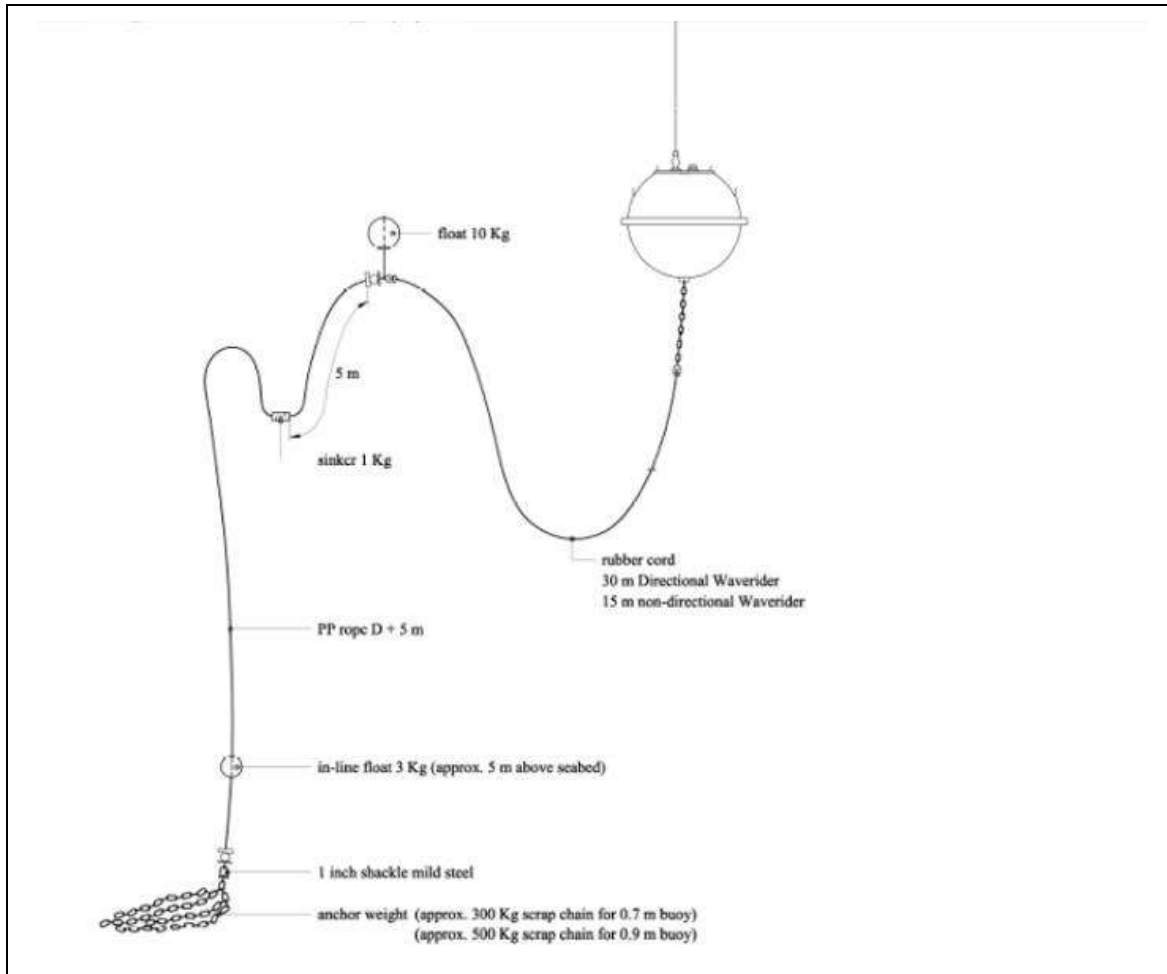 float 10 Kg
5 m
sinker 1 Kg
rubber cord
30 m Directional Waverider
15 m non-directional Waverider
PP rope D + 5 m
in-line float 3 Kg (approx. 5 m above seabed)
1 inch shackle mild steel
anchor weight (approx. 300 Kg scrap chain for 0.7 m buoy)
(approx. 500 Kg scrap chain for 0.9 m buoy)